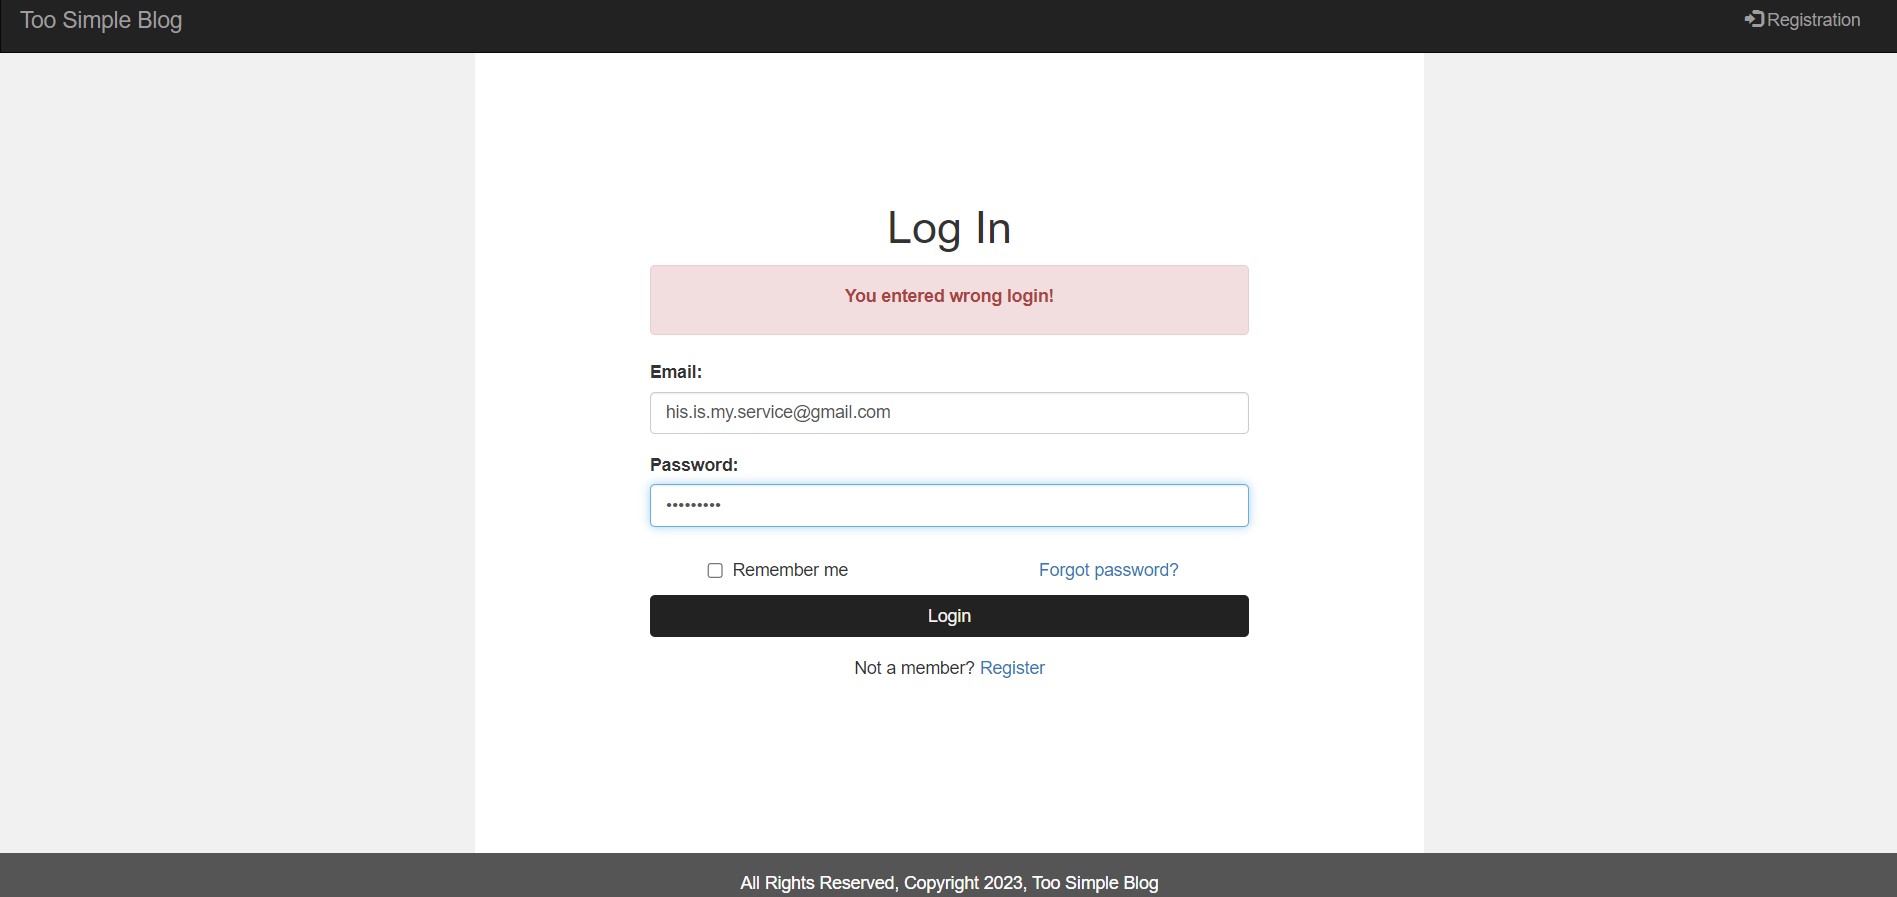 Too Simple Blog
Registration
Log In
You entered wrong login!
Email:
his.is.my.service@gmail.com
Password:
•••••••••
Remember me
Forgot password?
Login
Not a member? Register
All Rights Reserved, Copyright 2023, Too Simple Blog